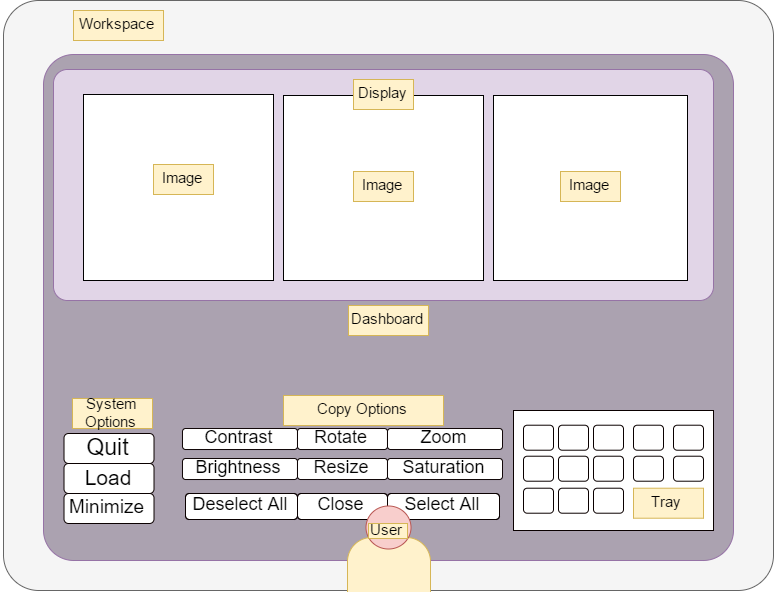 Workspace
Display
Image
Image
Image
Dashboard
System
Options
Copy Options
Quit
Load
Minimize
Contrast
Rotate
Zoom
Brightness
Resize
Saturation
Deselect All
Close
Select All
Tray
User